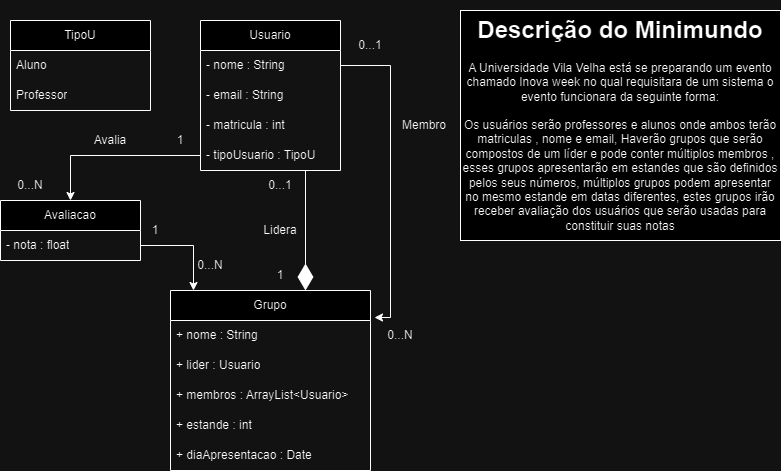 TipoU
Aluno
Professor
Usuario
- nome : String
- email : String
- matricula : int
- tipoUsuario : TipoU
0...1
Membro
Avalia
1
0...N
0...1
Avaliacao
- nota : float
1
0...N
Lidera
1
0...N
Grupo
+ nome : String
+ lider : Usuario
+ membros : ArrayList<Usuario>
+ estande : int
+ diaApresentacao : Date
Descrição do Minimundo
A Universidade Vila Velha está se preparando um evento
chamado Inova week no qual requisitara de um sistema o
evento funcionara da seguinte forma:
Os usuários serão professores e alunos onde ambos terão
matriculas , nome e email, Haverão grupos que serão
compostos de um líder e pode conter múltiplos membros ,
esses grupos apresentarão em estandes que são definidos
pelos seus números, múltiplos grupos podem apresentar
no mesmo estande em datas diferentes, estes grupos irão
receber avaliação dos usuários que serão usadas para
constituir suas notas